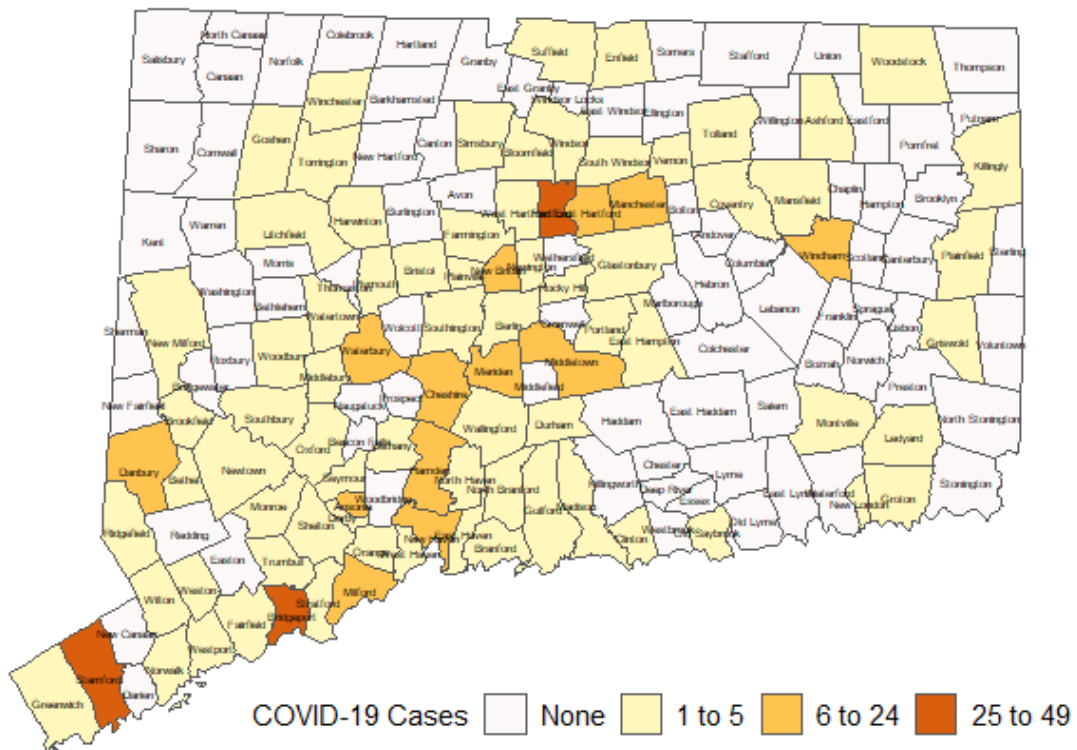 North Canaan
Colebrook
Hartland
Salisbury
Canaan
Norfolk
Granby
Suffield
Enfield
Somers
Stafford
Union
Woodstock
Thompson
East Granby
Windsor Locks
East Windsor
Ellington
Winchester
Barkhamsted
Putnam
Sharon
Cornwall
Goshen
Torrington
New Hartford
Canton
Simsbury
Bloomfield
Windsor
South Windsor
Vernon
Tolland
Willington
Ashford
Eastford
Pomfret
Killingly
Avon
West Hartford
Hartford
East Hartford
Manchester
Bolton
Coventry
Mansfield
Chaplin
Hampton
Brooklyn
Kent
Warren
Litchfield
Harwinton
Burlington
Farmington
Wethersfield
Newington
Glastonbury
Andover
Columbia
Windham
Scotland
Canterbury
Plainfield
Sterling
Morris
Washington
Bethlehem
Thomaston
Plymouth
Bristol
Plainville
New Britain
Rocky Hill
Marlborough
Hebron
Lebanon
Sherman
New Milford
Roxbury
Woodbury
Watertown
Waterbury
Wolcott
Southington
Berlin
Cromwell
Portland
East Hampton
Colchester
Franklin
Sprague
Lisbon
Griswold
Voluntown
Bozrah
Norwich
Preston
Bridgewater
Middlebury
Cheshire
Meriden
Middletown
Middlefield
New Fairfield
Brookfield
Southbury
Naugatuck
Prospect
Wallingford
Durham
Haddam
East Haddam
Salem
Montville
Ledyard
North Stonington
Danbury
Bethel
Newtown
Oxford
Beacon Falls
Bethany
Seymour
Woodbridge
Hamden
North Haven
North Branford
Chester
Killingworth
Deep River
Essex
Lyme
East Lyme
Waterford
New London
Groton
Stonington
Ridgefield
Redding
Monroe
Shelton
Ansonia
Derby
Orange
New Haven
East Haven
West Haven
Branford
Guilford
Madison
Clinton
Westbrook
Old Saybrook
Old Lyme
Easton
Trumbull
Milford
Wilton
Weston
Fairfield
Bridgeport
Stratford
New Canaan
Norwalk
Westport
Greenwich
Stamford
Darien
COVID-19 Cases None 1 to 5 6 to 24 25 to 49